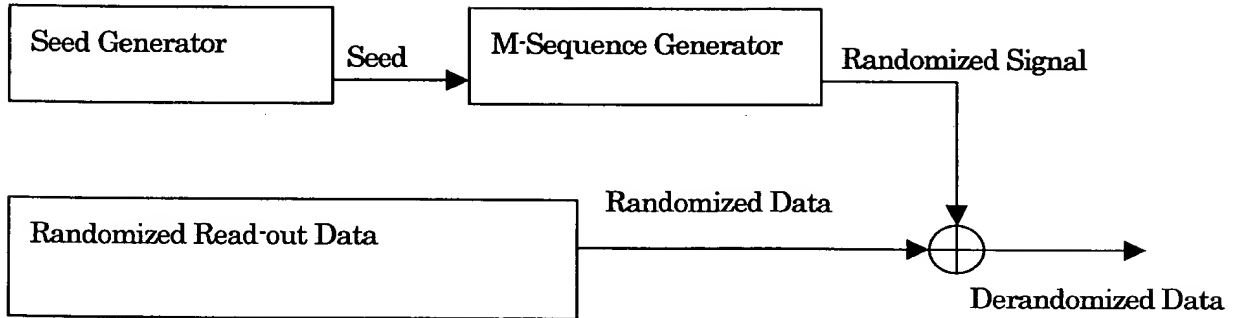 Seed Generator
Seed
M-Sequence Generator
Randomized Signal
Randomized Read-out Data
Randomized Data
Derandomized Data